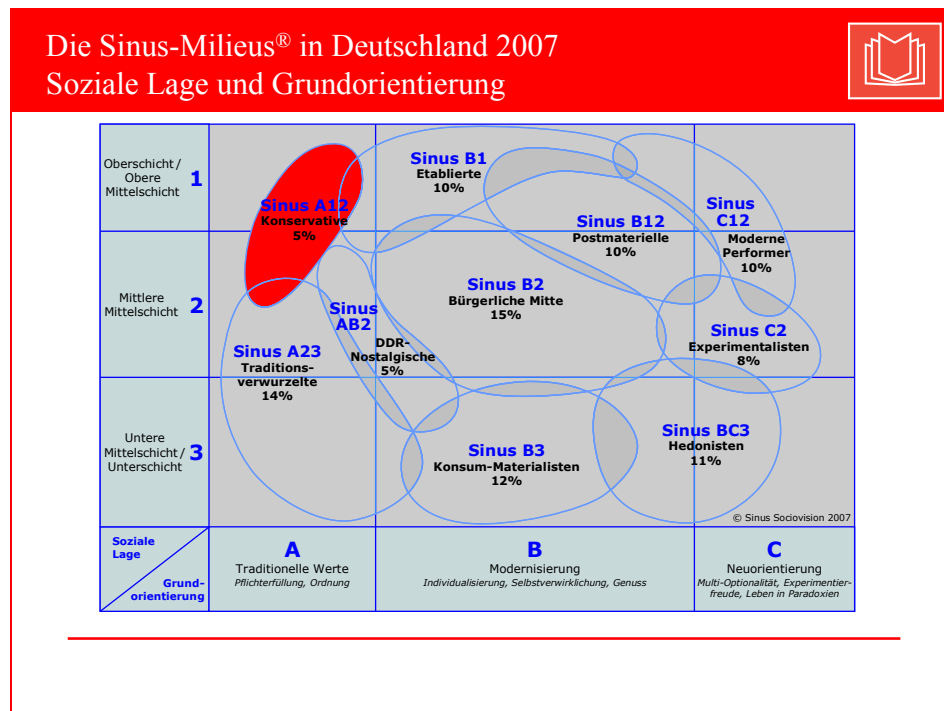 Die Sinus-Milieus® in Deutschland 2007
Soziale Lage und Grundorientierung
Oberschicht /
Obere
Mittelschicht
1
Mittlere
Mittelschicht
2
Untere
Mittelschicht /
Unterschicht
3
Sinus A12
Konservative
5%
Sinus B1
Etablierte
10%
Sinus B12
Postmaterielle
10%
Sinus
C12
Moderne
Performer
10%
Sinus
AB2
DDR-
Nostalgische
5%
Sinus B2
Bürgerliche Mitte
15%
Sinus C2
Experimentalisten
8%
Sinus A23
Traditions-
verwurzelte
14%
Sinus B3
Konsum-Materialisten
12%
Sinus BC3
Hedonisten
11%
© Sinus Sociovision 2007
Soziale
Lage
Grund-
orientierung
A
Traditionelle Werte
Pflichterfüllung, Ordnung
B
Modernisierung
Individualisierung, Selbstverwirklichung, Genuss
C
Neuorientierung
Multi-Optionalität, Experimentier-
freude, Leben in Paradoxien